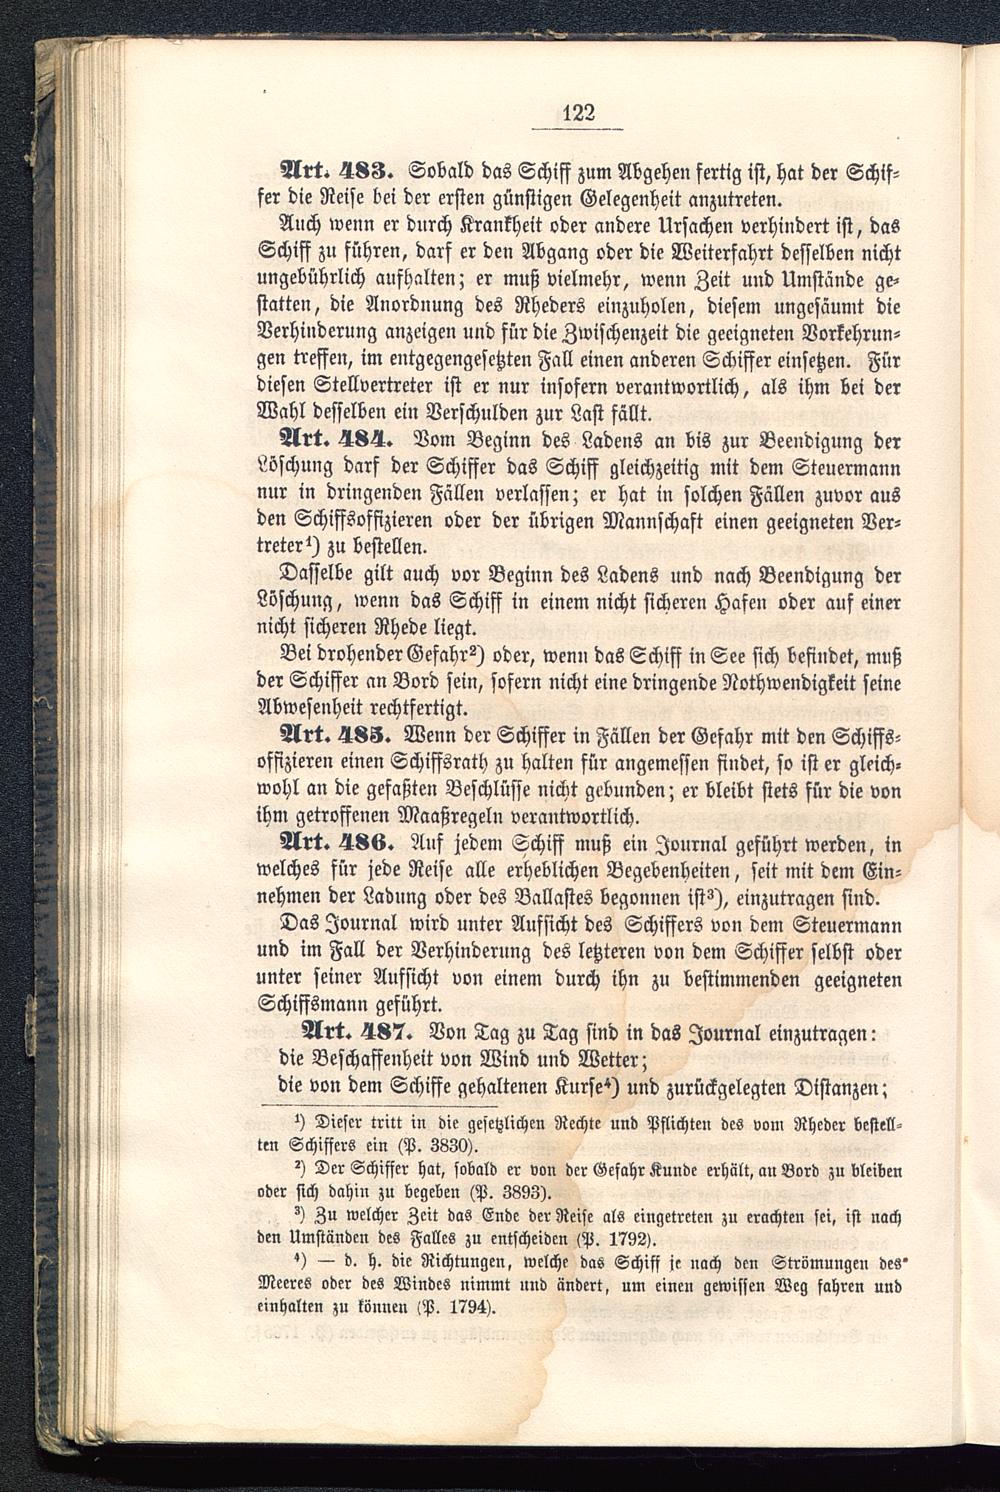 122
Art. 483. Sobald das Schiff zum Abgehen fertig ist, hat der Schif-
fer die Reise bei der ersten günstigen Gelegenheit anzutreten.
Auch wenn er durch Krankheit oder andere Ursachen verhindert ist, das
Schiff zu führen, darf er den Abgang oder die Weiterfahrt desselben nicht
ungebührlich aufhalten; er muß vielmehr, wenn Zeit und Umstände ge-
statten, die Anordnung des Rheders einzuholen, diesem ungesäumt die
Verhinderung anzeigen und für die Zwischenzeit die geeigneten Vorkehrun-
gen treffen, im entgegengesetzten Fall einen anderen Schiffer einsetzen. Für
diesen Stellvertreter ist er nur insofern verantwortlich, als ihm bei der
Wahl desselben ein Verschulden zur Last fällt.
Art. 484. Vom Beginn des Ladens an bis zur Beendigung der
Löschung darf der Schiffer das Schiff gleichzeitig mit dem Steuermann
nur in dringenden Fällen verlassen; er hat in solchen Fällen zuvor aus
den Schiffsoffizieren oder der übrigen Mannschaft einen geeigneten Ver-
treter¹) zu bestellen.
Dasselbe gilt auch vor Beginn des Ladens und nach Beendigung der
Löschung, wenn das Schiff in einem nicht sicheren Hafen oder auf einer
nicht sicheren Rhede liegt.
Bei drohender Gefahr²) oder, wenn das Schiff in See sich befindet, muß
der Schiffer an Bord sein, sofern nicht eine dringende Nothwendigkeit seine
Abwesenheit rechtfertigt.
Art. 485. Wenn der Schiffer in Fällen der Gefahr mit den Schiffs-
offizieren einen Schiffsrath zu halten für angemessen findet, so ist er gleich-
wohl an die gefaßten Beschlüsse nicht gebunden; er bleibt stets für die von
ihm getroffenen Maaßregeln verantwortlich.
Art. 486. Auf jedem Schiff muß ein Journal geführt werden, in
welches für jede Reise alle erheblichen Begebenheiten, seit mit dem Ein-
nehmen der Ladung oder des Ballastes begonnen ist³), einzutragen sind.
Das Journal wird unter Aufsicht des Schiffers von dem Steuermann
und im Fall der Verhinderung des letzteren von dem Schiffer selbst oder
unter seiner Aufsicht von einem durch ihn zu bestimmenden geeigneten
Schiffsmann geführt.
Art. 487. Von Tag zu Tag sind in das Journal einzutragen:
die Beschaffenheit von Wind und Wetter;
die von dem Schiffe gehaltenen Kurse⁴) und zurückgelegten Distanzen;
¹) Dieser tritt in die gesetzlichen Rechte und Pflichten des vom Rheder bestell-
ten Schiffers ein (P. 3830).
²) Der Schiffer hat, sobald er von der Gefahr Kunde erhält, an Bord zu bleiben
oder sich dahin zu begeben (P. 3893).
³) Zu welcher Zeit das Ende der Reise als eingetreten zu erachten sei, ist nach
den Umständen des Falles zu entscheiden (P. 1792).
⁴) — d. h. die Richtungen, welche das Schiff je nach den Strömungen des
Meeres oder des Windes nimmt und ändert, um einen gewissen Weg fahren und
einhalten zu können (P. 1794).